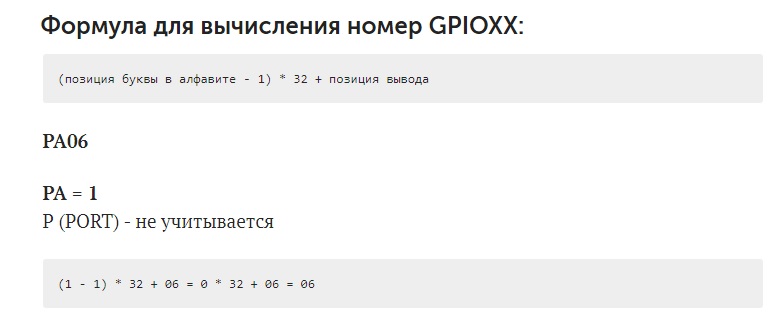 Формула для вычисления номер GPIOXX:
(позиция буквы в алфавите - 1) * 32 + позиция вывода
PA06
PA = 1
P (PORT) - не учитывается
(1 - 1) * 32 + 06 = 0 * 32 + 06 = 06